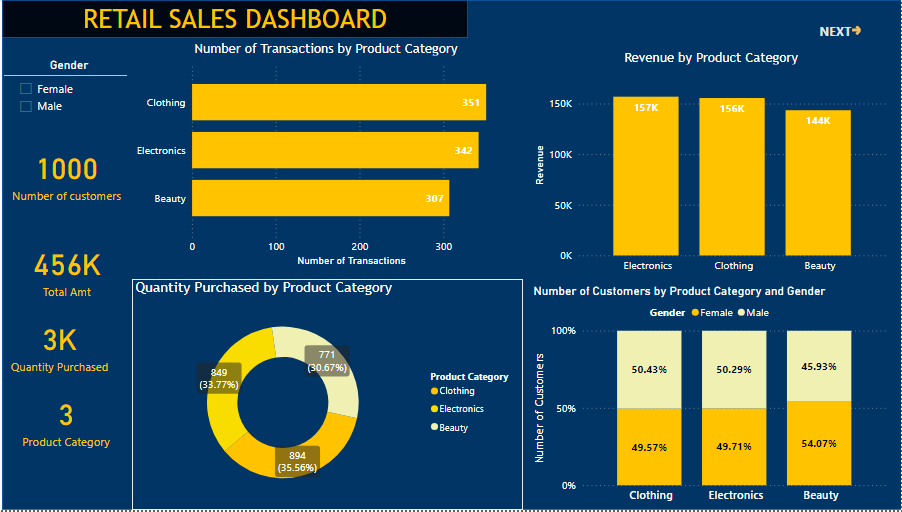 RETAIL SALES DASHBOARD
NEXT
Gender
Female
Male
1000
Number of customers
456K
Total Amt
3K
Quantity Purchased
3
Product Category
Number of Transactions by Product Category
Clothing
351
Electronics
342
Beauty
307
0
100
200
300
Number of Transactions
Revenue by Product Category
Revenue
150K
100K
50K
0K
157K
156K
144K
Electronics
Clothing
Beauty
Quantity Purchased by Product Category
771
(30.67%)
849
(33.77%)
894
(35.56%)
Product Category
Clothing
Electronics
Beauty
Number of Customers by Product Category and Gender
Gender Female Male
Number of Customers
100%
50%
0%
50.43%
50.29%
45.93%
49.57%
49.71%
54.07%
Clothing
Electronics
Beauty